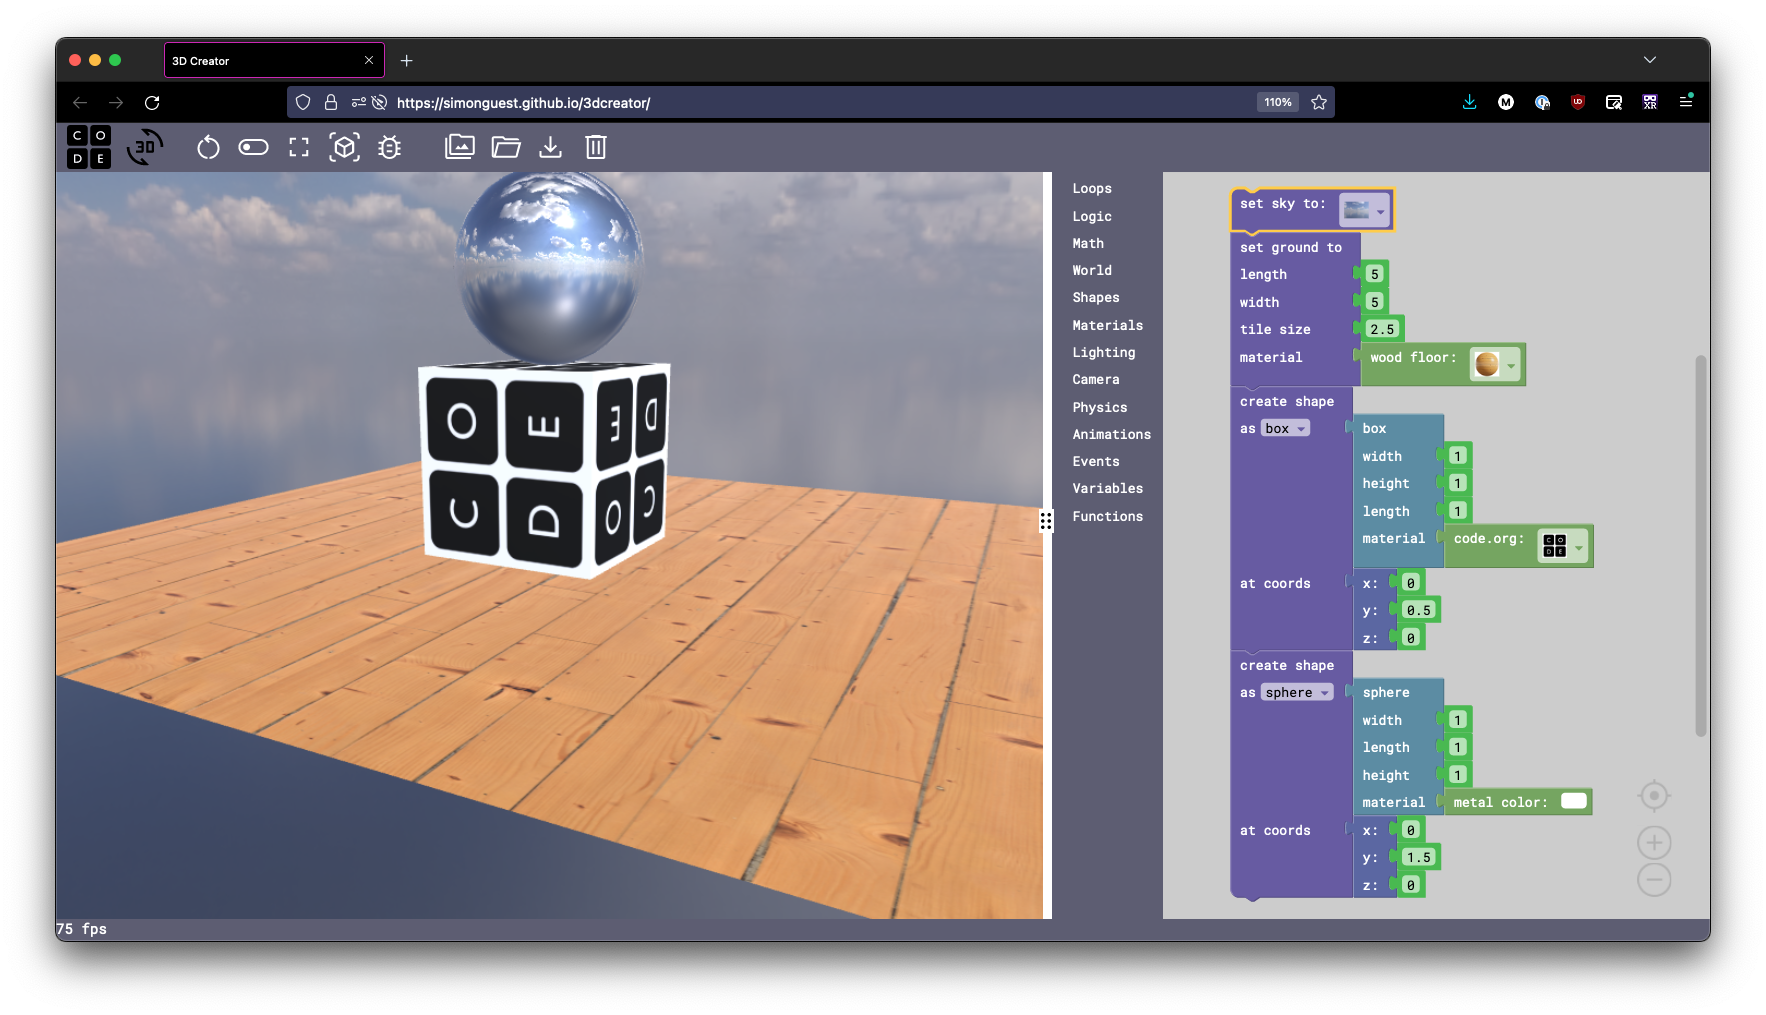 3D Creator
https://simonguest.github.io/3dcreator/
110%
M
UD
XR
C O
D E
3D
Loops
Logic
Math
World
Shapes
Materials
Lighting
Camera
Physics
Animations
Events
Variables
Functions
set sky to:
set ground to
length 5
width 5
tile size 2.5
material wood floor:
create shape
as box box
width 1
height 1
length 1
material code.org: C O D E
at coords x: 0
y: 0.5
z: 0
create shape
as sphere sphere
width 1
length 1
height 1
material metal color:
at coords x: 0
y: 1.5
z: 0
O E E D
C D O C
75 fps